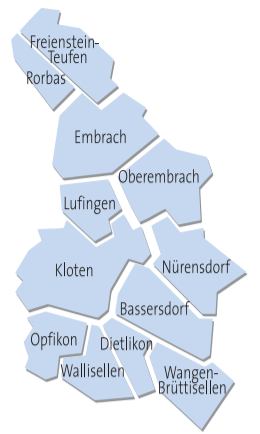 Freienstein-
Teufen
Rorbas
Embrach
Oberembrach
Lufingen
Kloten
Nürensdorf
Bassersdorf
Opfikon
Dietlikon
Wallisellen
Wangen-
Brüttisellen